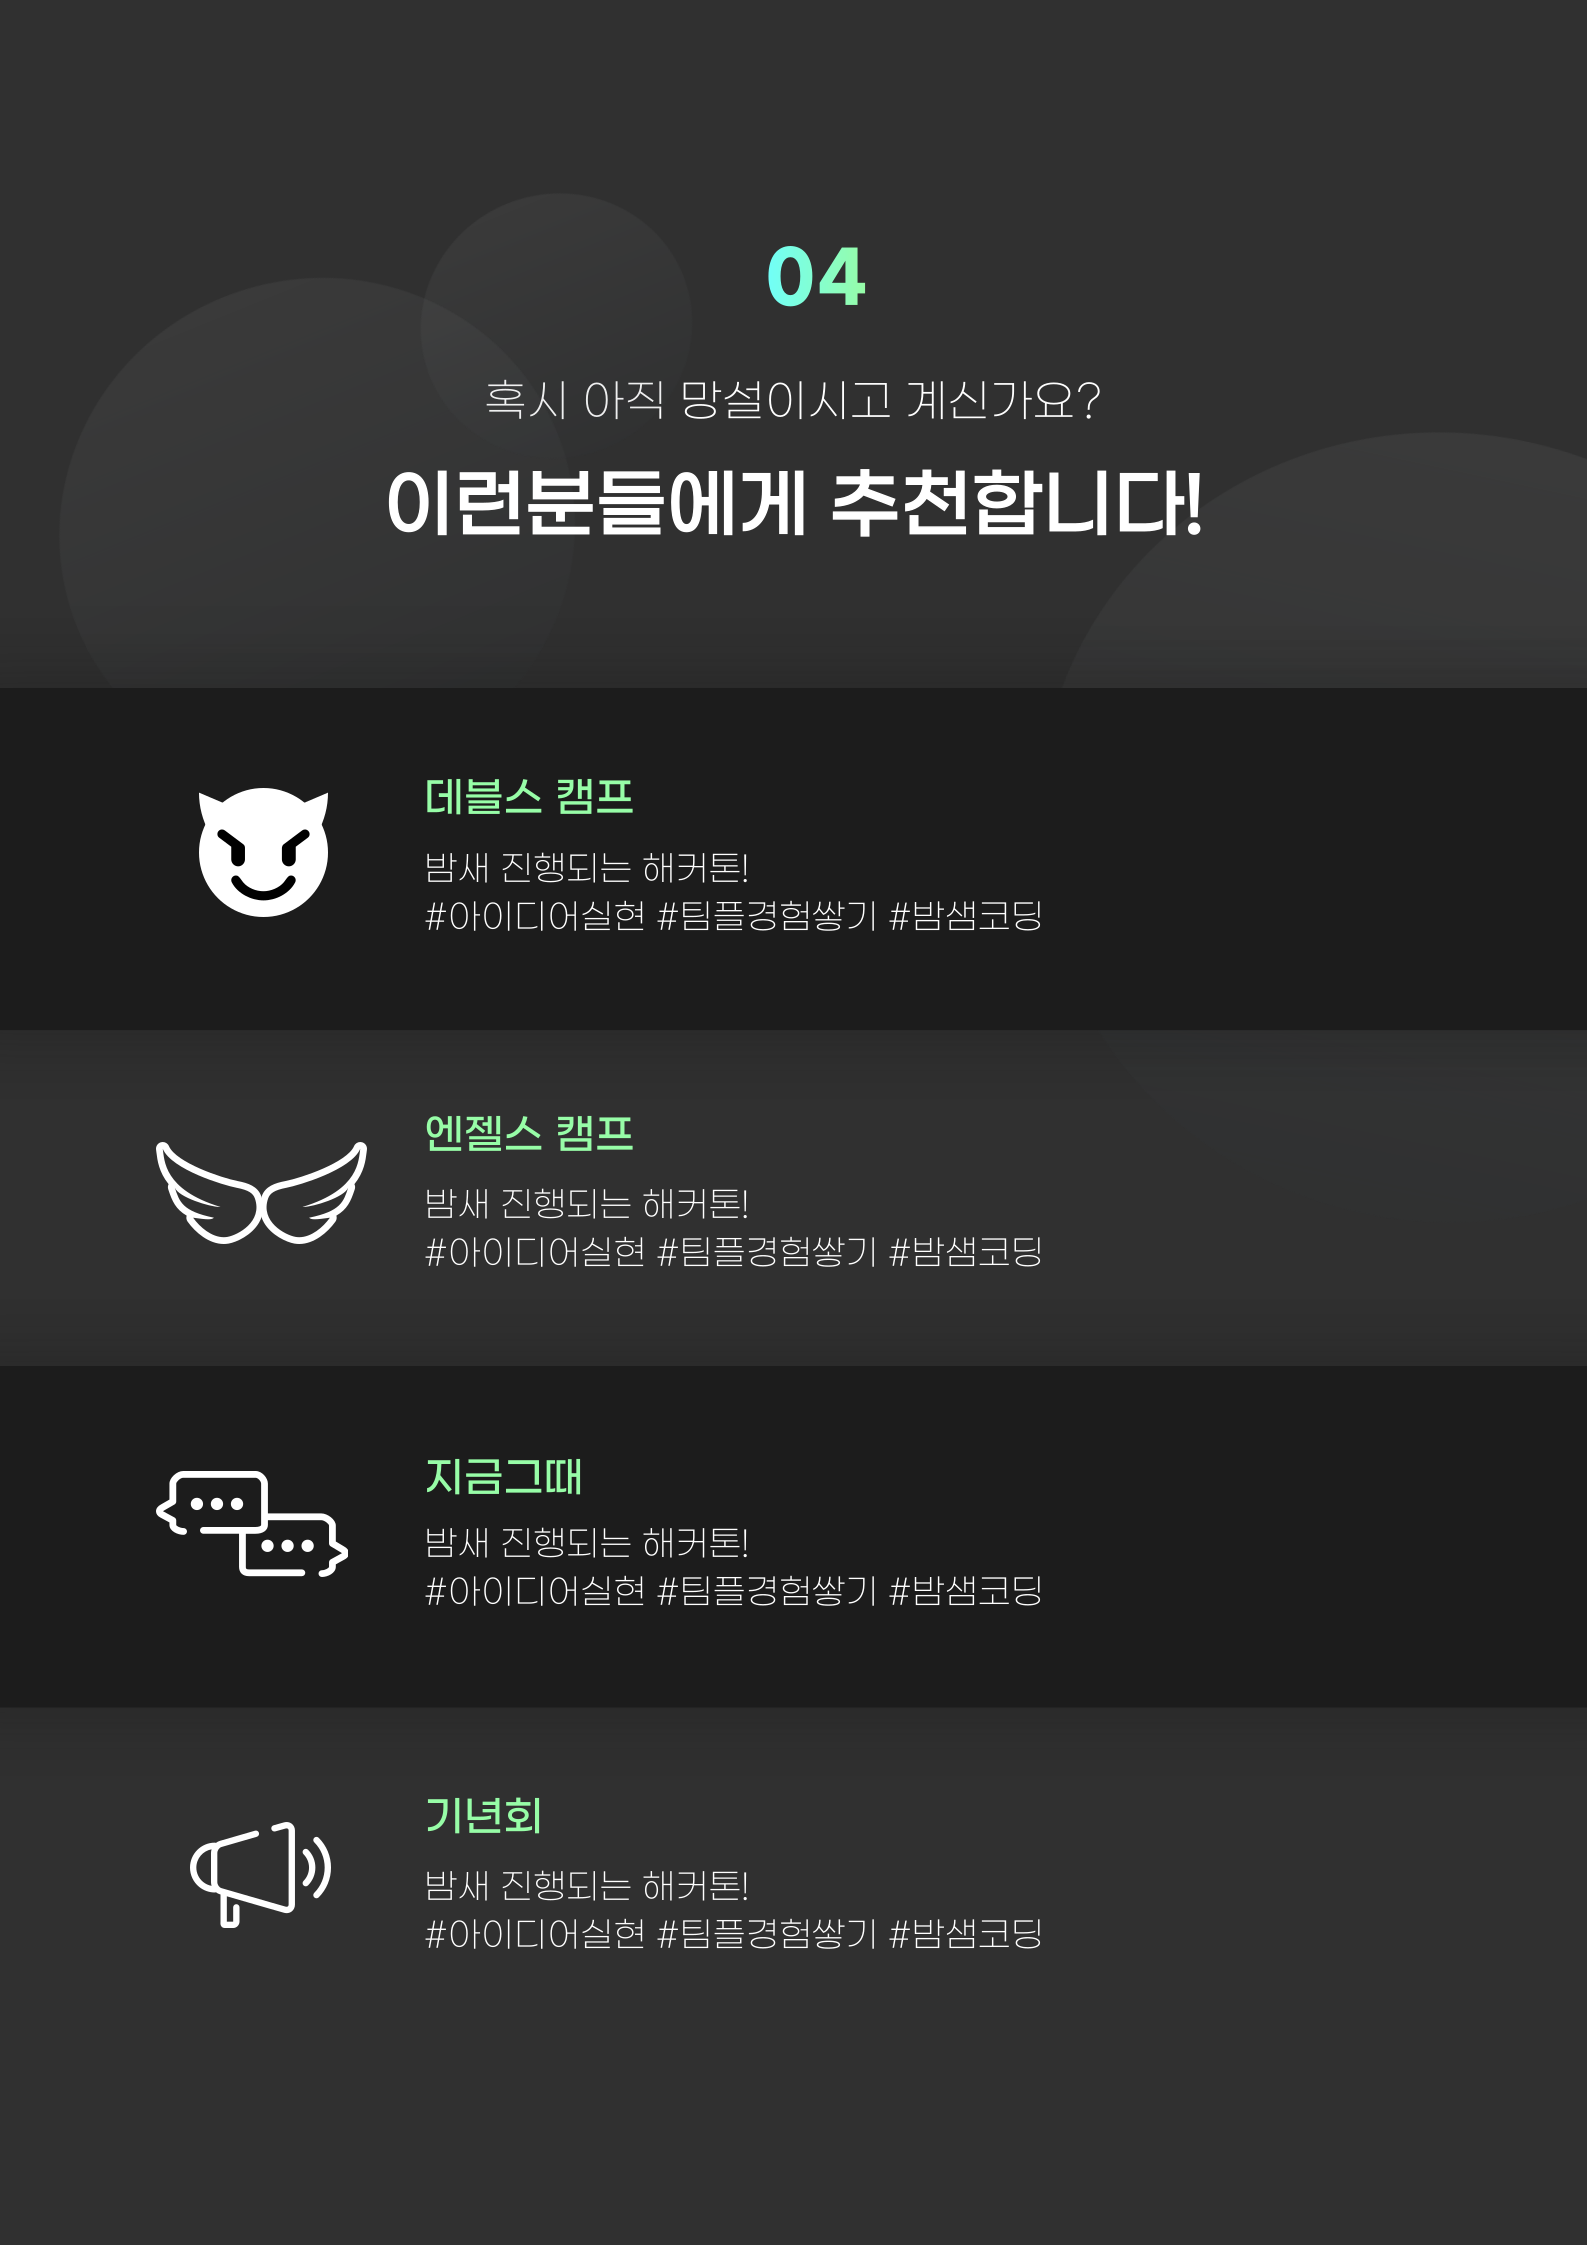 04
혹시 아직 망설이시고 계신가요?
이런분들에게 추천합니다!
데블스 캠프
밤새 진행되는 해커톤!
#아이디어실현 #팀플경험쌓기 #밤샘코딩
엔젤스 캠프
밤새 진행되는 해커톤!
#아이디어실현 #팀플경험쌓기 #밤샘코딩
지금그때
밤새 진행되는 해커톤!
#아이디어실현 #팀플경험쌓기 #밤샘코딩
기년회
밤새 진행되는 해커톤!
#아이디어실현 #팀플경험쌓기 #밤샘코딩